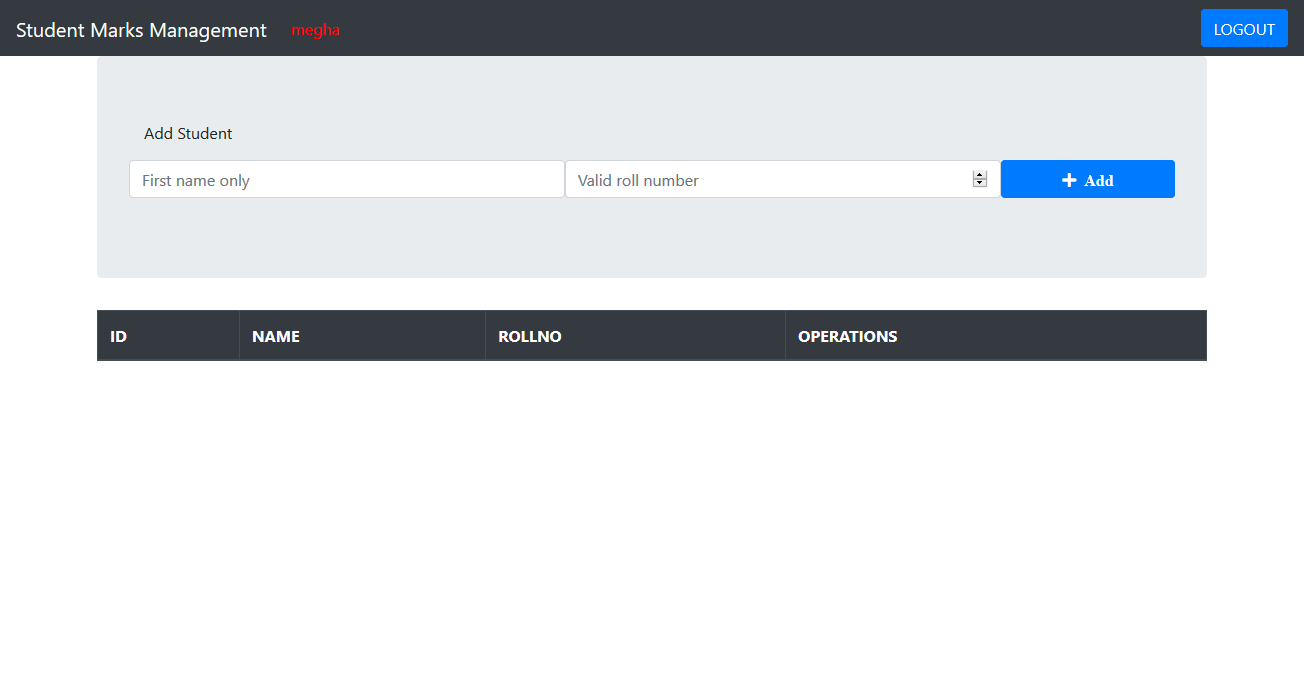 Student Marks Management megha LOGOUT
Add Student
First name only Valid roll number Add
ID NAME ROLLNO OPERATIONS